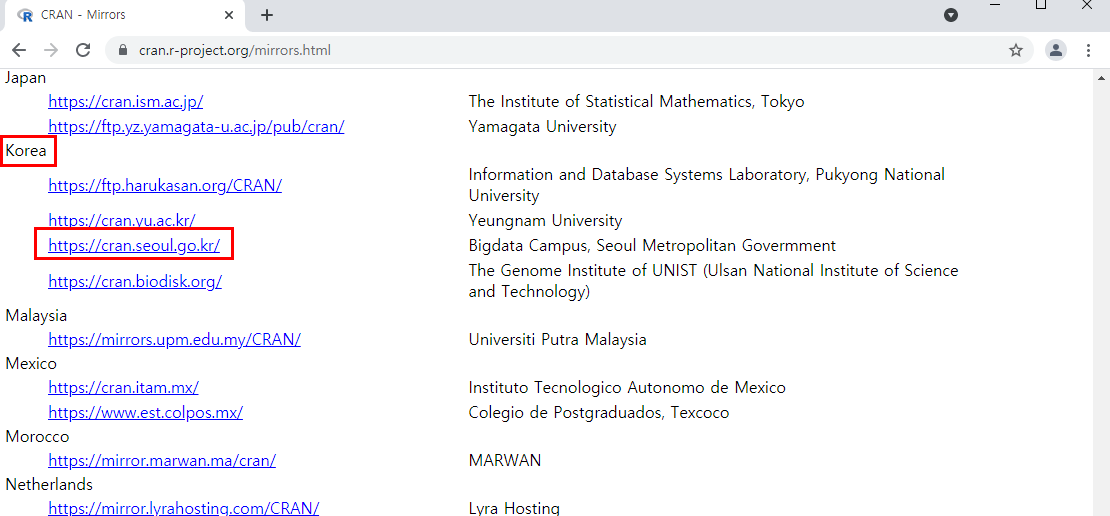 CRAN - Mirrors
cran.r-project.org/mirrors.html
Japan
https://cran.ism.ac.jp/ The Institute of Statistical Mathematics, Tokyo
https://ftp.yz.yamagata-u.ac.jp/pub/cran/ Yamagata University
Korea
https://ftp.harukasan.org/CRAN/ Information and Database Systems Laboratory, Pukyong National
University
https://cran.yu.ac.kr/ Yeungnam University
https://cran.seoul.go.kr/ Bigdata Campus, Seoul Metropolitan Govermment
https://cran.biodisk.org/ The Genome Institute of UNIST (Ulsan National Institute of Science
and Technology)
Malaysia
https://mirrors.upm.edu.my/CRAN/ Universiti Putra Malaysia
Mexico
https://cran.itam.mx/ Instituto Tecnologico Autonomo de Mexico
https://www.est.colpos.mx/ Colegio de Postgraduados, Texcoco
Morocco
https://mirror.marwan.ma/cran/ MARWAN
Netherlands
https://mirror.lyrahosting.com/CRAN/ Lyra Hosting